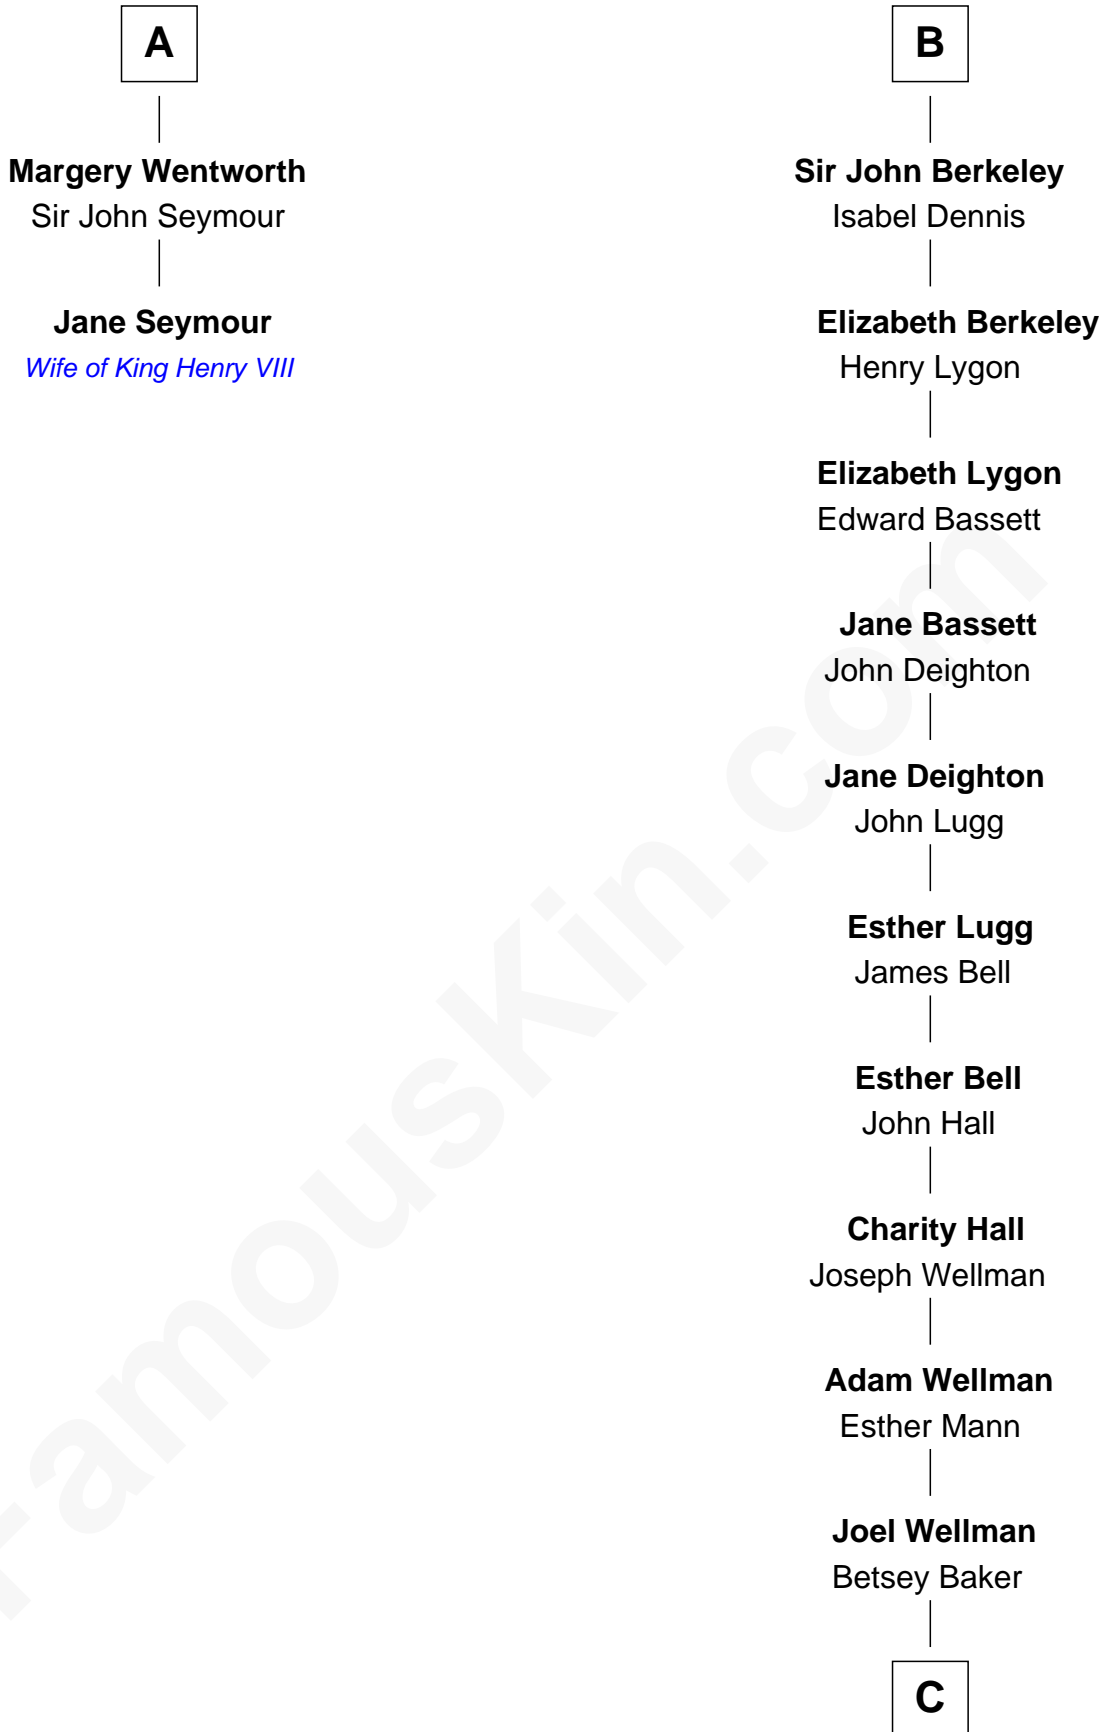 A
Margery Wentworth
Sir John Seymour
Jane Seymour
Wife of King Henry VIII
B
Sir John Berkeley
Isabel Dennis
Elizabeth Berkeley
Henry Lygon
Elizabeth Lygon
Edward Bassett
Jane Bassett
John Deighton
Jane Deighton
John Lugg
Esther Lugg
James Bell
Esther Bell
John Hall
Charity Hall
Joseph Wellman
Adam Wellman
Esther Mann
Joel Wellman
Betsey Baker
C
FamousKin.com